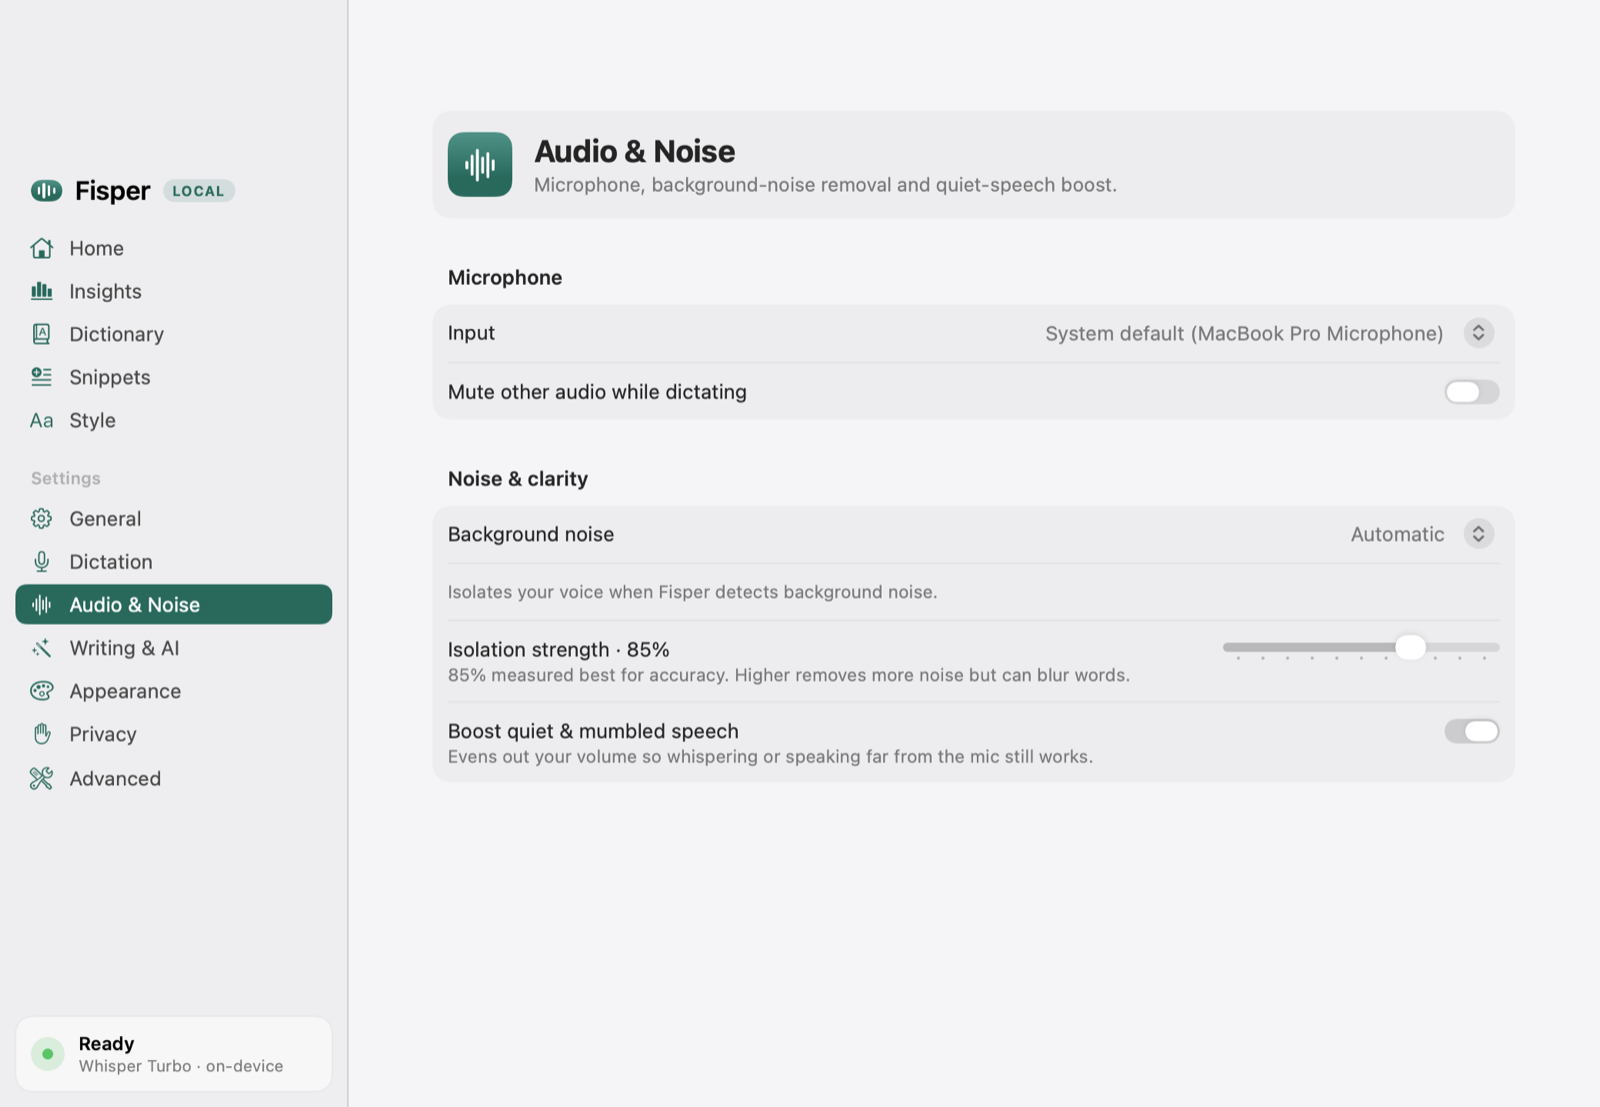 Fisper LOCAL
Home
Insights
Dictionary
Snippets
Aa Style
Settings
General
Dictation
Audio & Noise
Writing & AI
Appearance
Privacy
Advanced
Ready
Whisper Turbo · on-device
Audio & Noise
Microphone, background-noise removal and quiet-speech boost.
Microphone
Input System default (MacBook Pro Microphone)
Mute other audio while dictating
Noise & clarity
Background noise Automatic
Isolates your voice when Fisper detects background noise.
Isolation strength · 85%
85% measured best for accuracy. Higher removes more noise but can blur words.
Boost quiet & mumbled speech
Evens out your volume so whispering or speaking far from the mic still works.